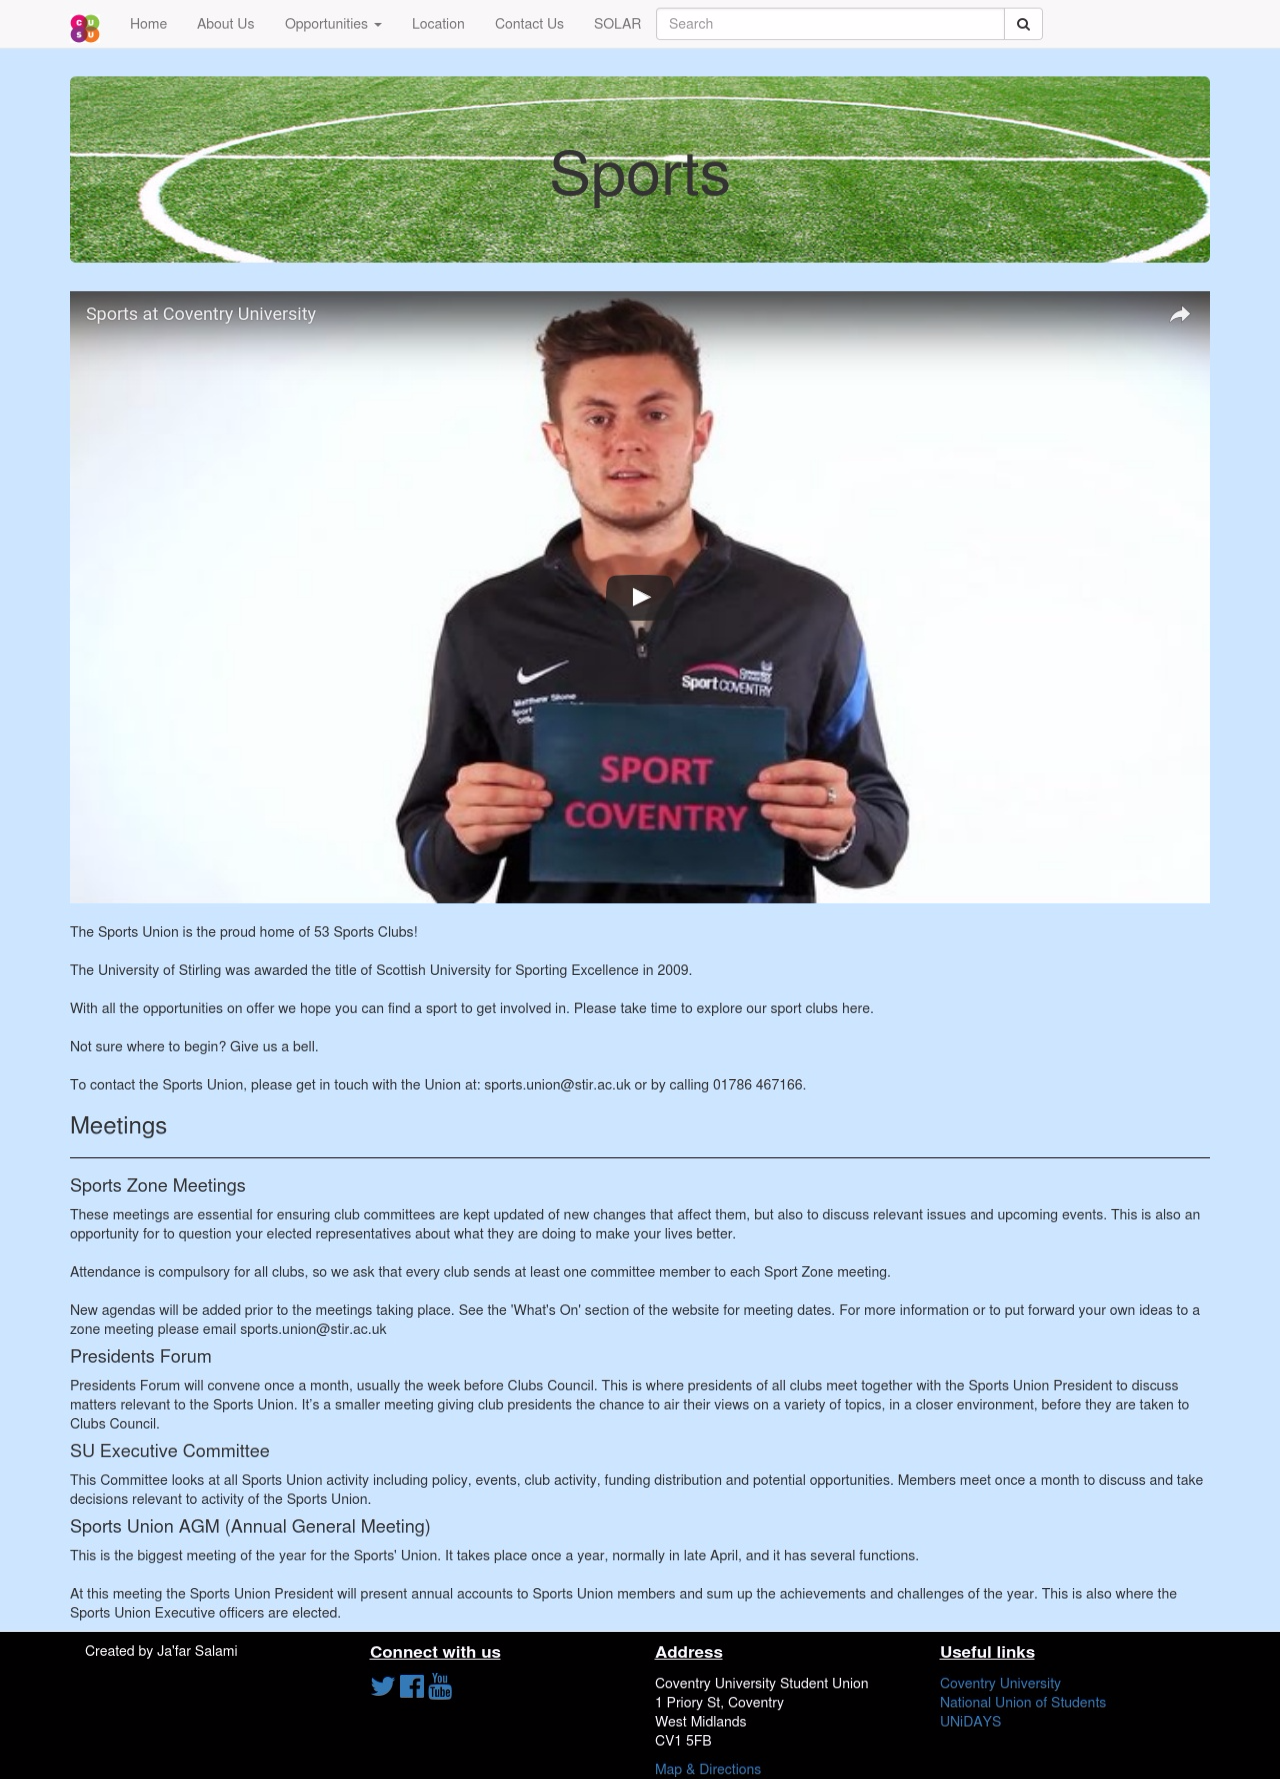 CUSU
Home
About Us
Opportunities
Location
Contact Us
SOLAR
Search
Sports
Sports at Coventry University
Coventry University
Sport COVENTRY
Matthew Stone
Sport
SPORT
COVENTRY
The Sports Union is the proud home of 53 Sports Clubs!
The University of Stirling was awarded the title of Scottish University for Sporting Excellence in 2009.
With all the opportunities on offer we hope you can find a sport to get involved in. Please take time to explore our sport clubs here.
Not sure where to begin? Give us a bell.
To contact the Sports Union, please get in touch with the Union at: sports.union@stir.ac.uk or by calling 01786 467166.
Meetings
Sports Zone Meetings
These meetings are essential for ensuring club committees are kept updated of new changes that affect them, but also to discuss relevant issues and upcoming events. This is also an
opportunity for to question your elected representatives about what they are doing to make your lives better.
Attendance is compulsory for all clubs, so we ask that every club sends at least one committee member to each Sport Zone meeting.
New agendas will be added prior to the meetings taking place. See the 'What's On' section of the website for meeting dates. For more information or to put forward your own ideas to a
zone meeting please email sports.union@stir.ac.uk
Presidents Forum
Presidents Forum will convene once a month, usually the week before Clubs Council. This is where presidents of all clubs meet together with the Sports Union President to discuss
matters relevant to the Sports Union. It's a smaller meeting giving club presidents the chance to air their views on a variety of topics, in a closer environment, before they are taken to
Clubs Council.
SU Executive Committee
This Committee looks at all Sports Union activity including policy, events, club activity, funding distribution and potential opportunities. Members meet once a month to discuss and take
decisions relevant to activity of the Sports Union.
Sports Union AGM (Annual General Meeting)
This is the biggest meeting of the year for the Sports' Union. It takes place once a year, normally in late April, and it has several functions.
At this meeting the Sports Union President will present annual accounts to Sports Union members and sum up the achievements and challenges of the year. This is also where the
Sports Union Executive officers are elected.
Created by Ja'far Salami
Connect with us
You
Tube
Address
Coventry University Student Union
1 Priory St, Coventry
West Midlands
CV1 5FB
Map & Directions
Useful links
Coventry University
National Union of Students
UNiDAYS